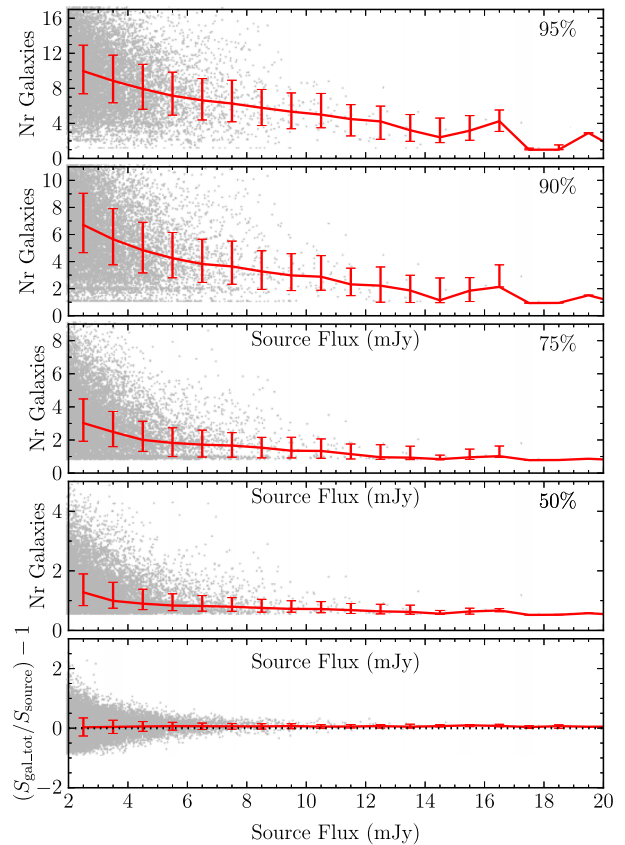 16
12
8
4
0
Nr Galaxies
95%
10
8
6
4
2
0
Nr Galaxies
90%
Source Flux (mJy)
8
6
4
2
0
Nr Galaxies
75%
Source Flux (mJy)
4
2
0
Nr Galaxies
50%
Source Flux (mJy)
2
0
−2
(S_gal_tot/S_source) − 1
2 4 6 8 10 12 14 16 18 20
Source Flux (mJy)